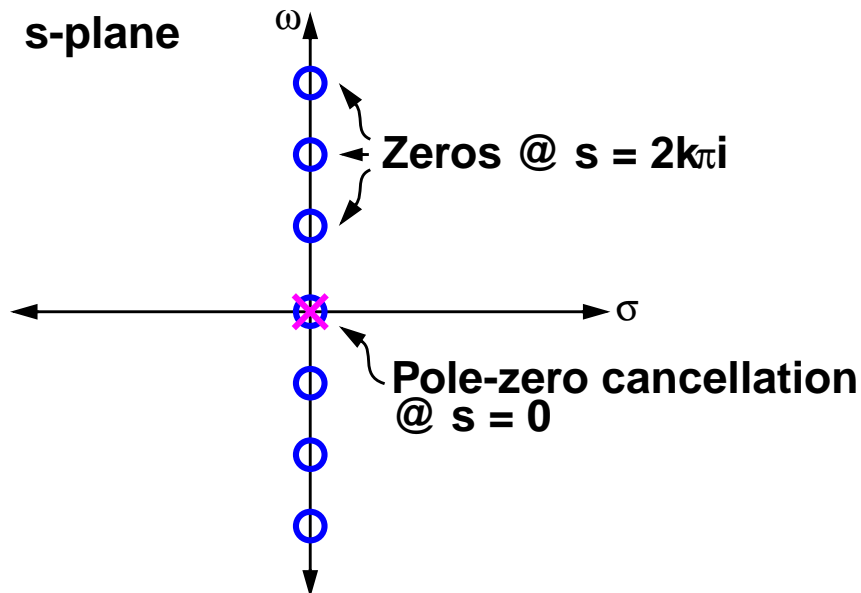 s-plane
ω
Zeros @ s = 2kπi
σ
Pole-zero cancellation
@ s = 0